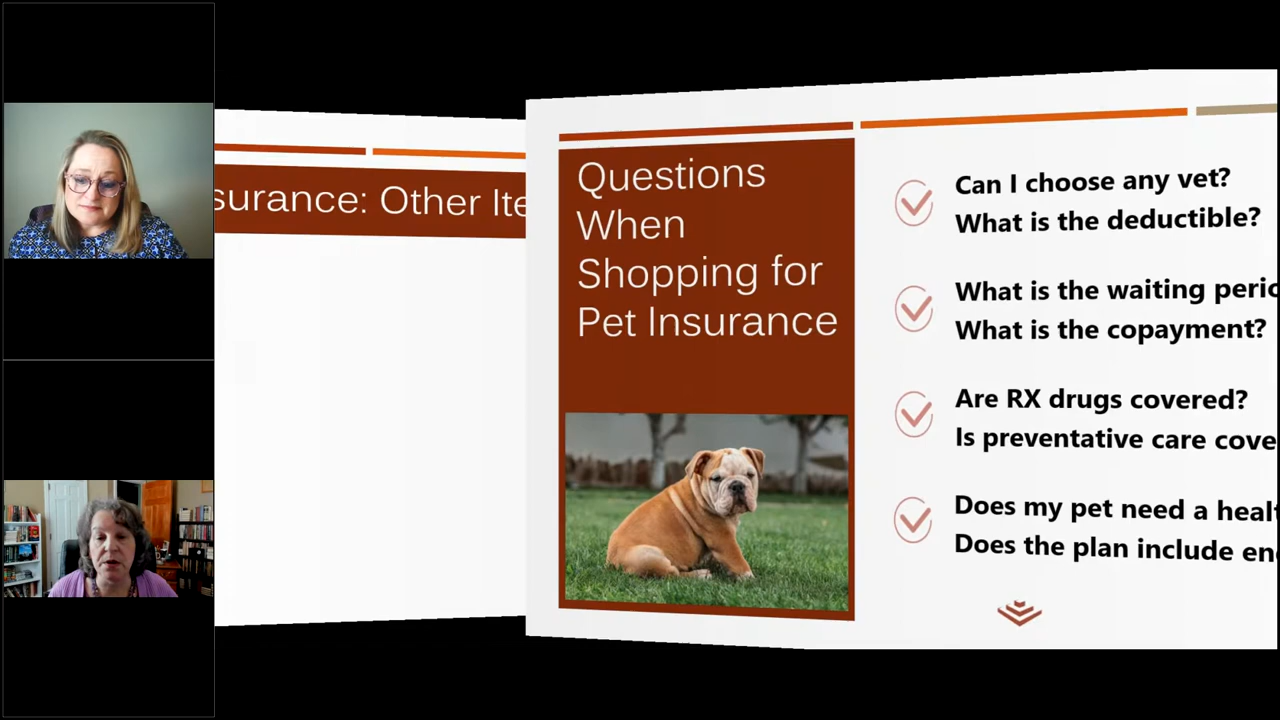 surance: Other Ite
Questions
When
Shopping for
Pet Insurance
Can I choose any vet?
What is the deductible?
What is the waiting peric
What is the copayment?
Are RX drugs covered?
Is preventative care cove
Does my pet need a healt
Does the plan include en